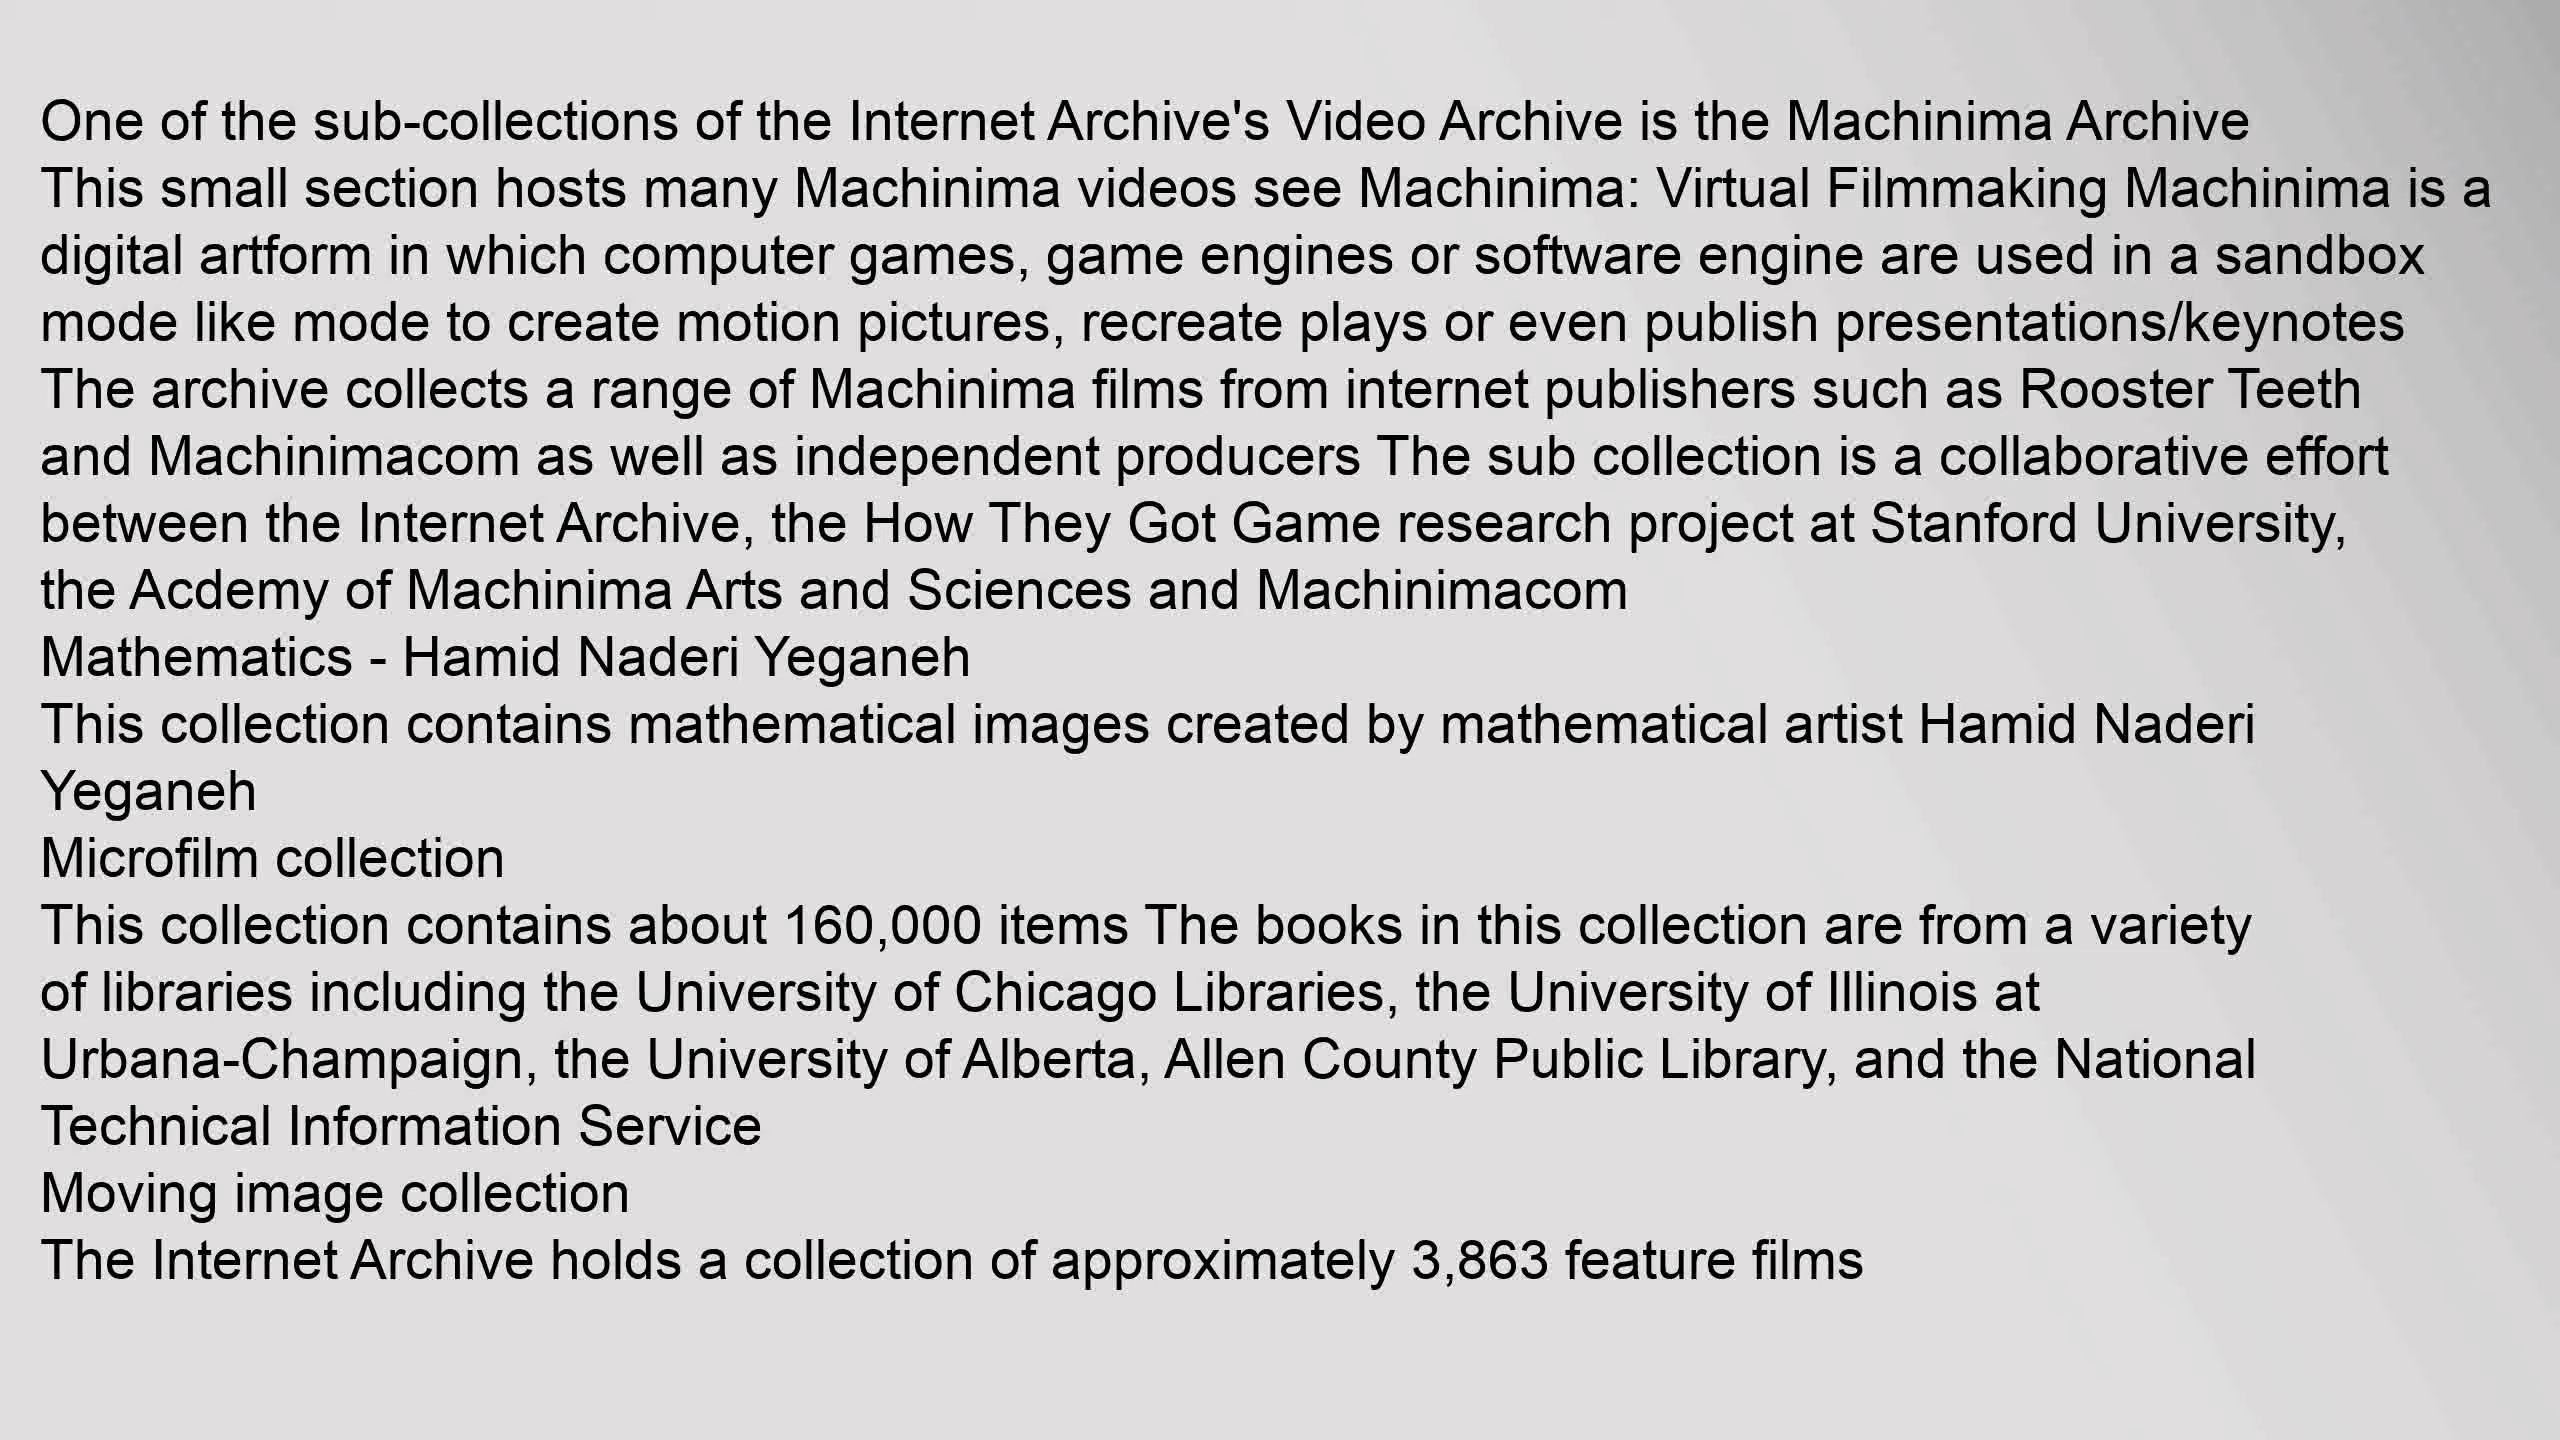 One of the sub-collections of the Internet Archive's Video Archive is the Machinima Archive
This small section hosts many Machinima videos see Machinima: Virtual Filmmaking Machinima is a
digital artform in which computer games, game engines or software engine are used in a sandbox
mode like mode to create motion pictures, recreate plays or even publish presentations/keynotes
The archive collects a range of Machinima films from internet publishers such as Rooster Teeth
and Machinimacom as well as independent producers The sub collection is a collaborative effort
between the Internet Archive, the How They Got Game research project at Stanford University,
the Acdemy of Machinima Arts and Sciences and Machinimacom
Mathematics - Hamid Naderi Yeganeh
This collection contains mathematical images created by mathematical artist Hamid Naderi
Yeganeh
Microfilm collection
This collection contains about 160,000 items The books in this collection are from a variety
of libraries including the University of Chicago Libraries, the University of Illinois at
Urbana-Champaign, the University of Alberta, Allen County Public Library, and the National
Technical Information Service
Moving image collection
The Internet Archive holds a collection of approximately 3,863 feature films